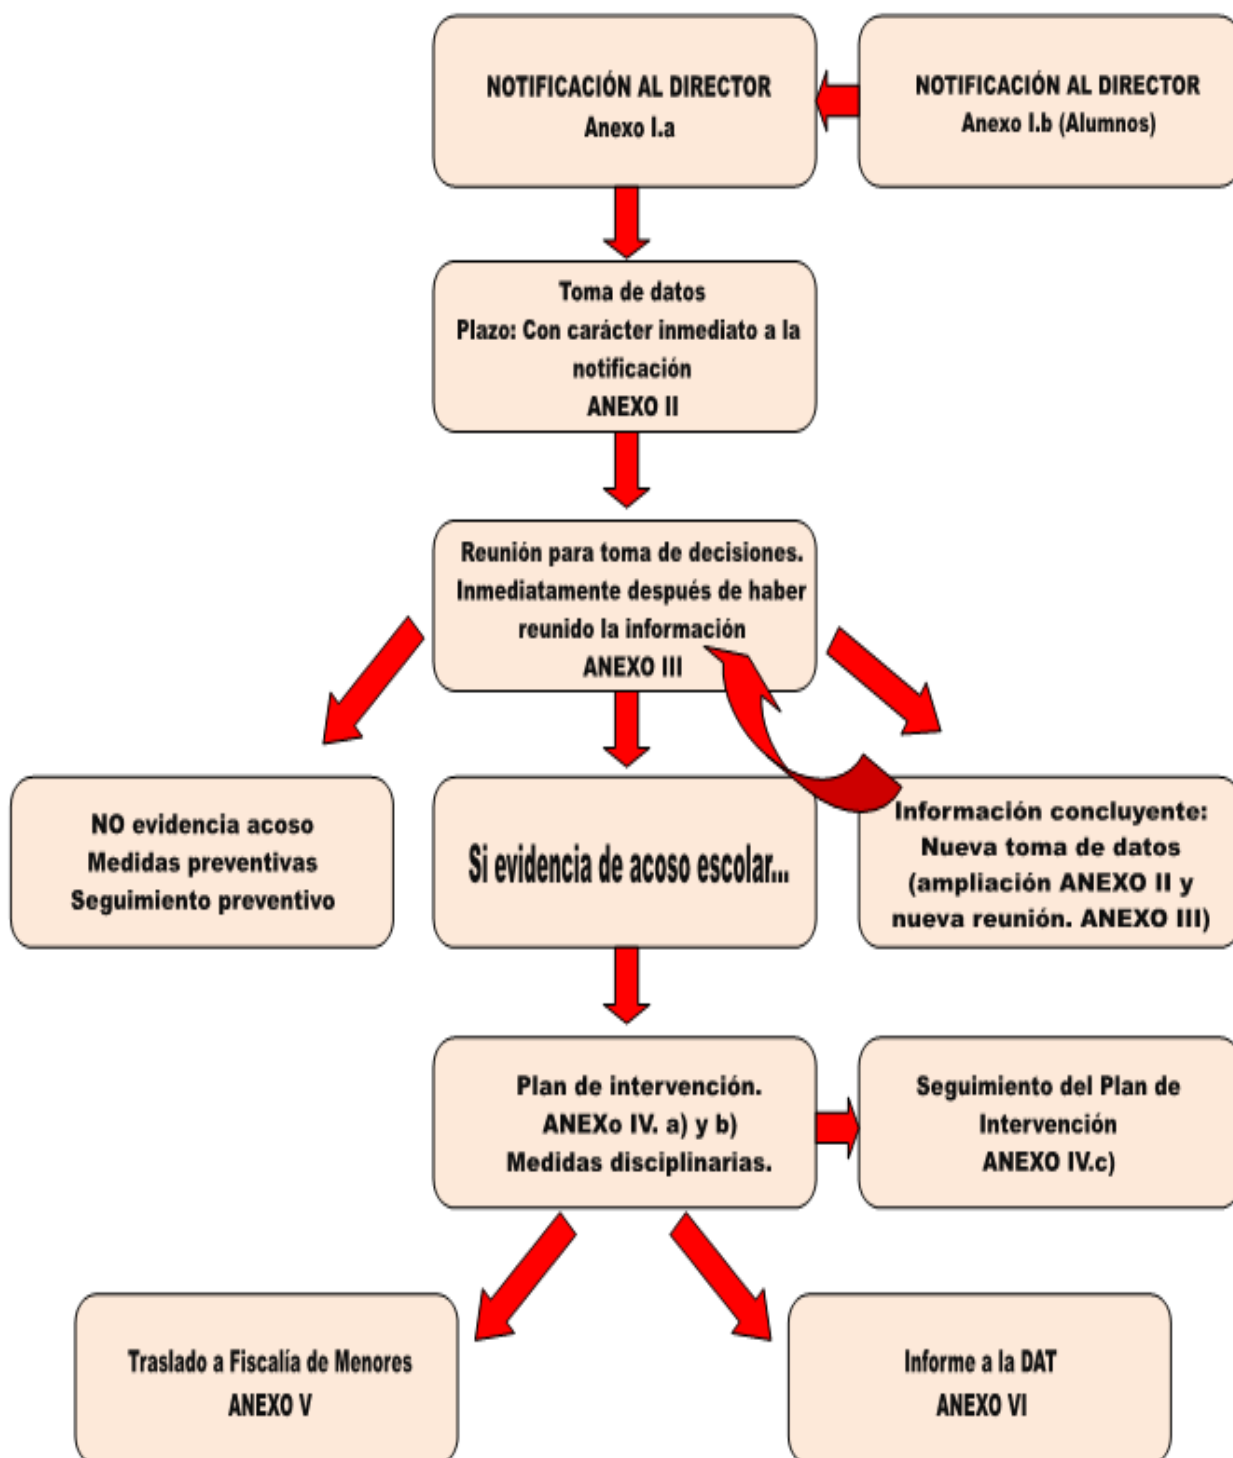 NOTIFICACIÓN AL DIRECTOR
Anexo I.a
NOTIFICACIÓN AL DIRECTOR
Anexo I.b (Alumnos)
Toma de datos
Plazo: Con carácter inmediato a la
notificación
ANEXO II
Reunión para toma de decisiones.
Inmediatamente después de haber
reunido la información
ANEXO III
NO evidencia acoso
Medidas preventivas
Seguimiento preventivo
Si evidencia de acoso escolar...
Información concluyente:
Nueva toma de datos
(ampliación ANEXO II y
nueva reunión. ANEXO III)
Plan de intervención.
ANEXo IV. a) y b)
Medidas disciplinarias.
Seguimiento del Plan de
Intervención
ANEXO IV.c)
Traslado a Fiscalía de Menores
ANEXO V
Informe a la DAT
ANEXO VI